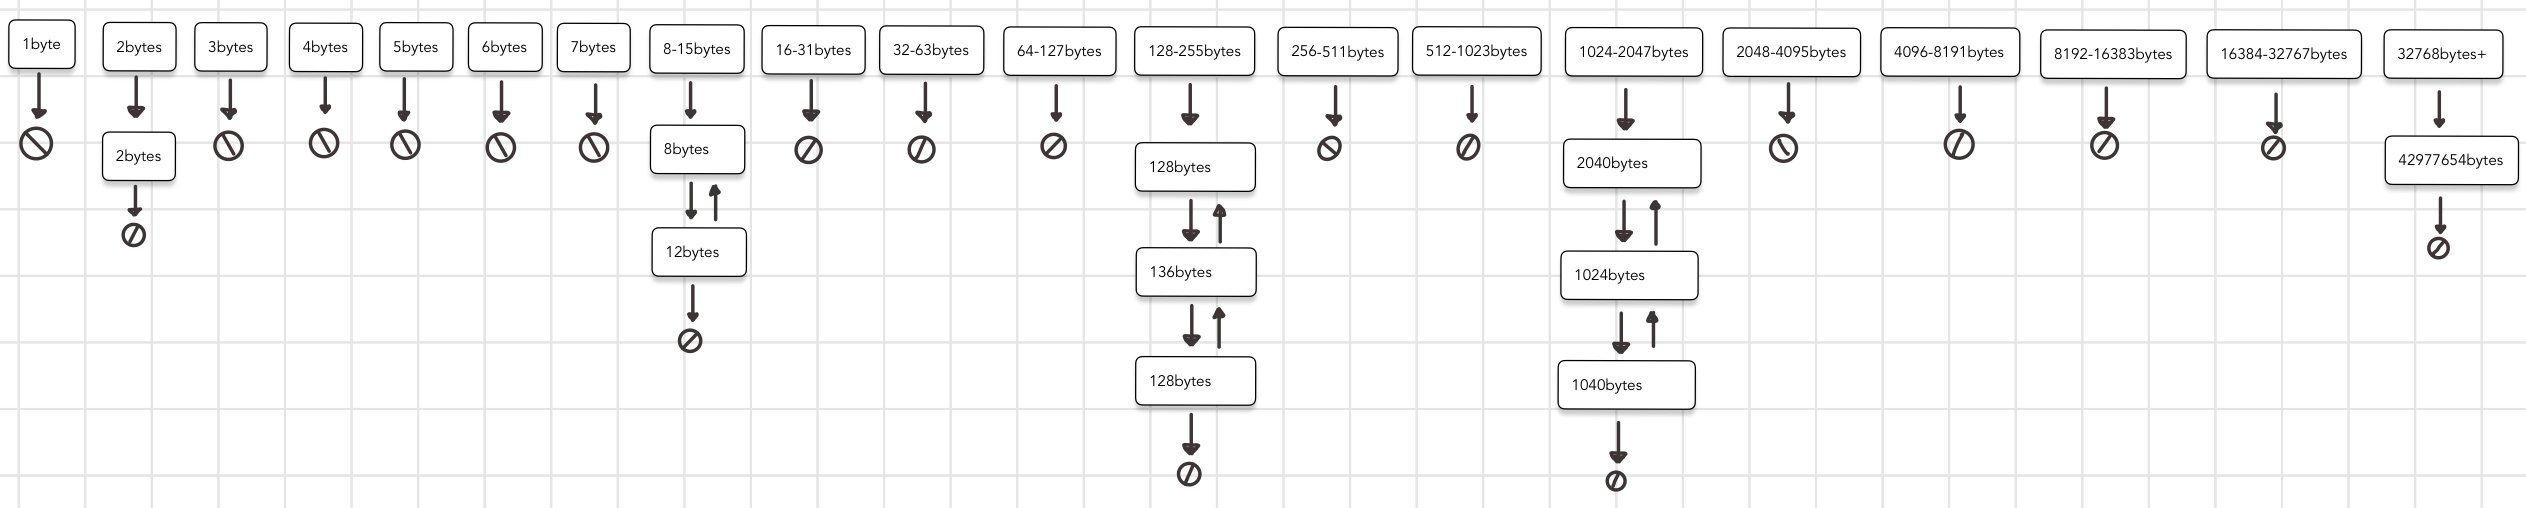 1byte
2bytes
3bytes
4bytes
5bytes
6bytes
7bytes
8-15bytes
16-31bytes
32-63bytes
64-127bytes
128-255bytes
256-511bytes
512-1023bytes
1024-2047bytes
2048-4095bytes
4096-8191bytes
8192-16383bytes
16384-32767bytes
32768bytes+
2bytes
8bytes
128bytes
2040bytes
42977654bytes
12bytes
136bytes
1024bytes
128bytes
1040bytes